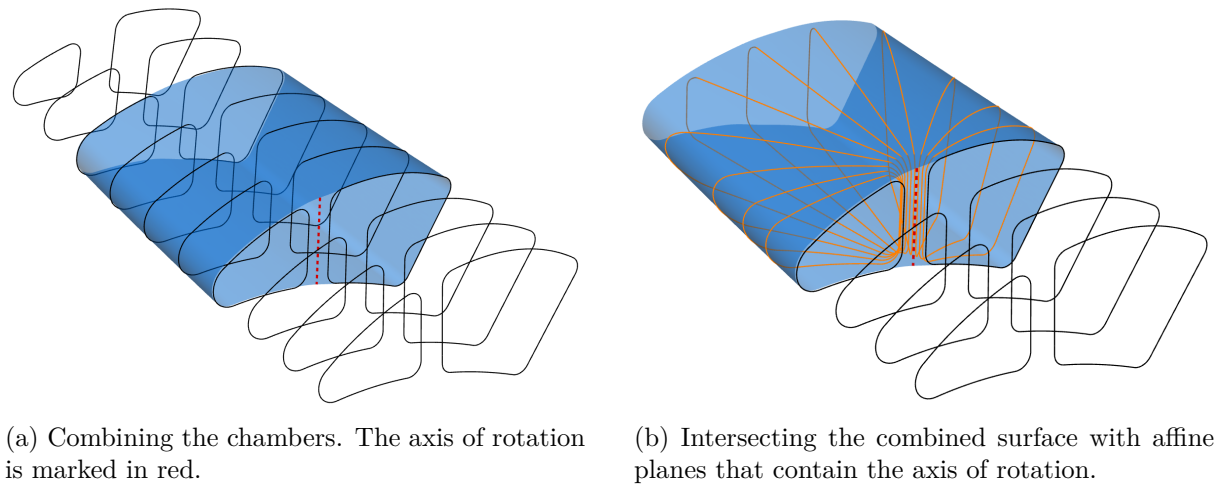 (a) Combining the chambers. The axis of rotation
is marked in red.
(b) Intersecting the combined surface with affine
planes that contain the axis of rotation.